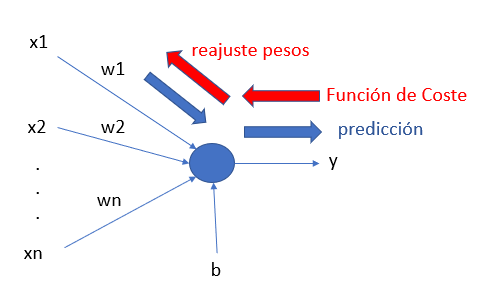 x1
reajuste pesos
w1
Función de Coste
x2
w2
predicción
.
.
.
y
wn
xn
b